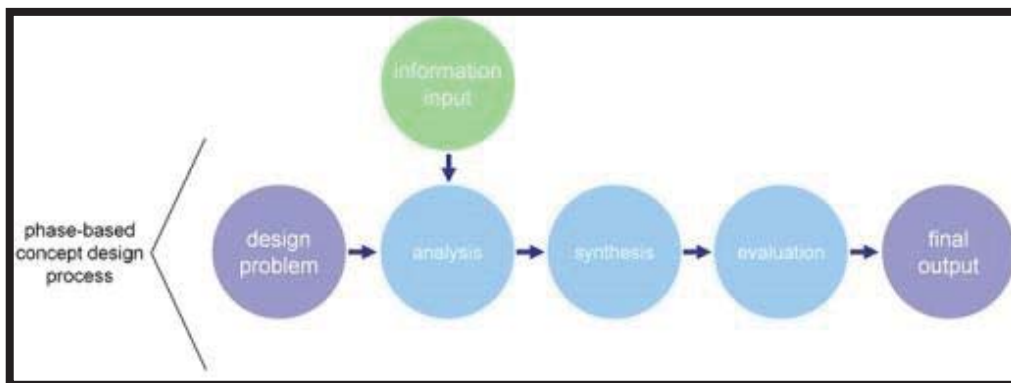 information
input
phase-based
concept design
process
design
problem
analysis
synthesis
evaluation
final
output